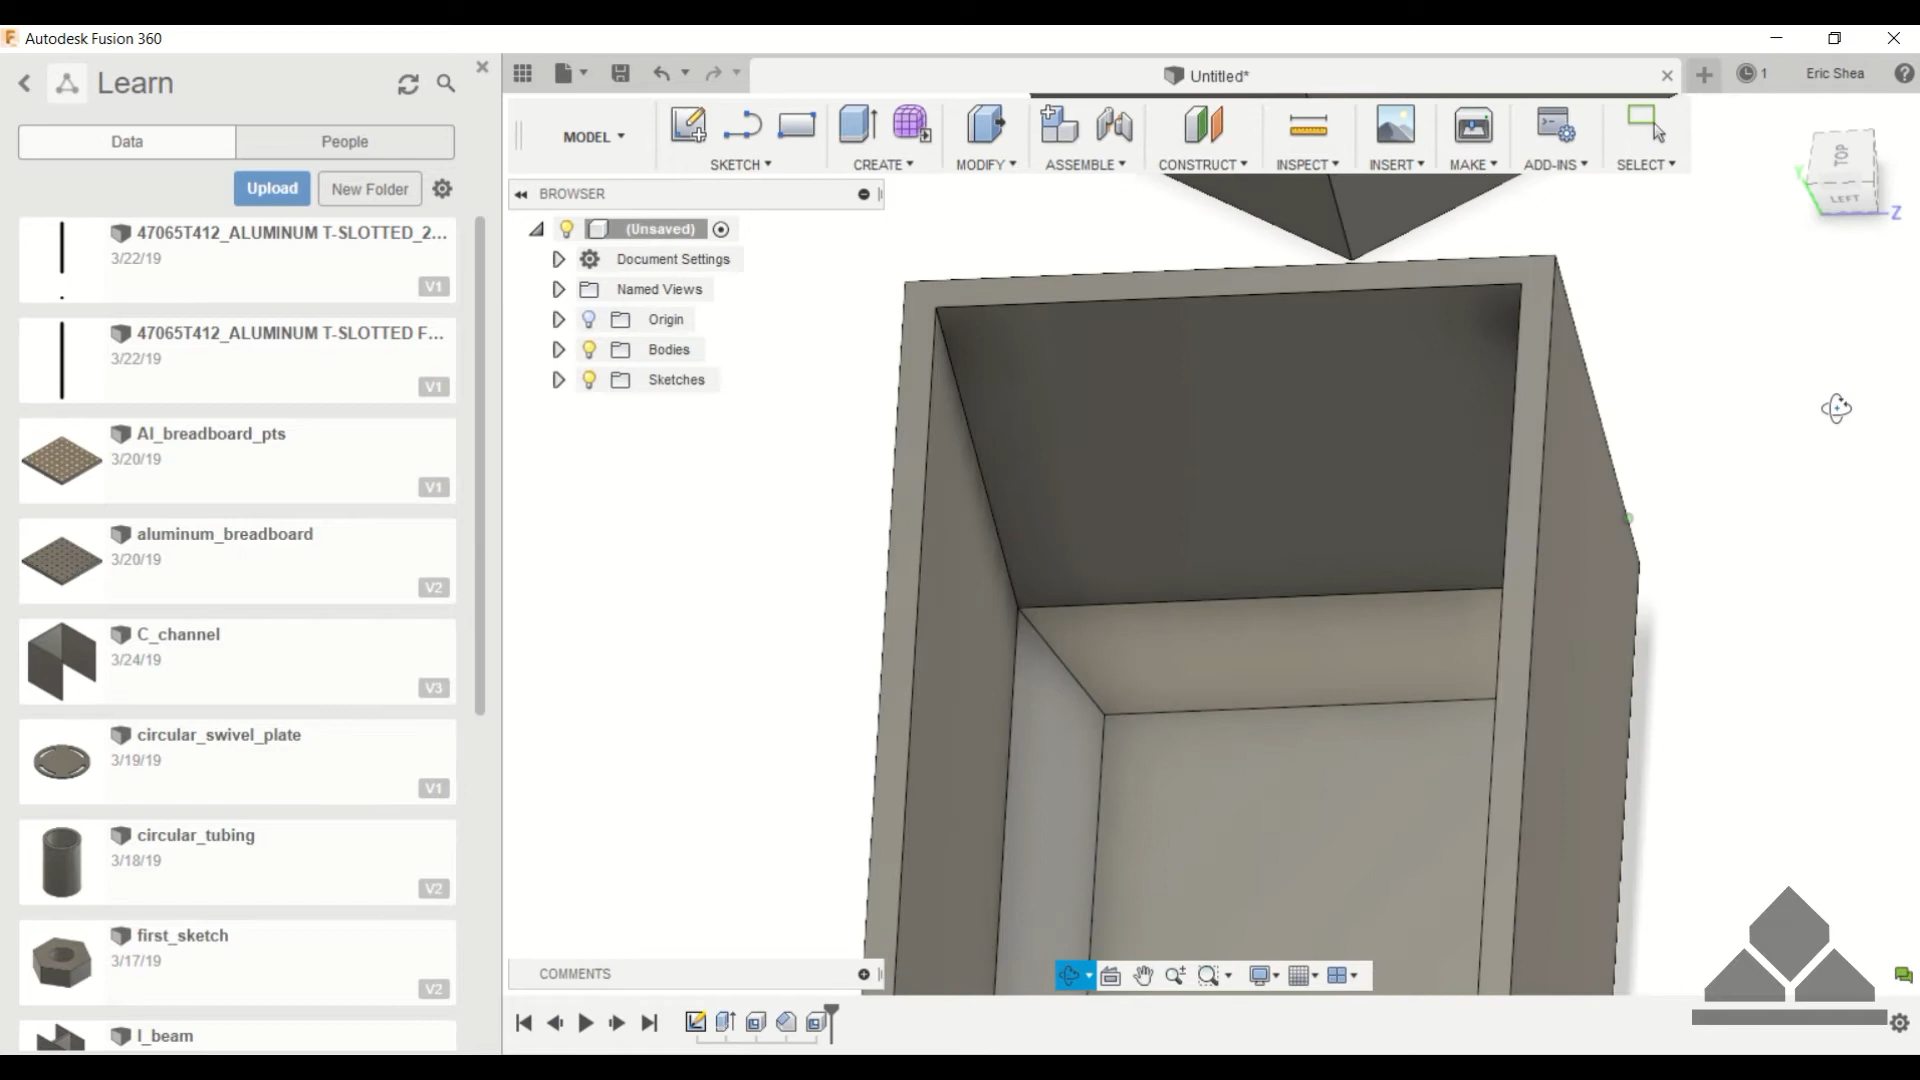 Autodesk Fusion 360
Learn
Data
People
Upload
New Folder
47065T412_ALUMINUM T-SLOTTED_2...
3/22/19
V1
47065T412_ALUMINUM T-SLOTTED F...
3/22/19
V1
Al_breadboard_pts
3/20/19
V1
aluminum_breadboard
3/20/19
V2
C_channel
3/24/19
V3
circular_swivel_plate
3/19/19
V1
circular_tubing
3/18/19
V2
first_sketch
3/17/19
V2
I_beam
Untitled*
1
Eric Shea
MODEL
SKETCH
CREATE
MODIFY
ASSEMBLE
CONSTRUCT
INSPECT
INSERT
MAKE
ADD-INS
SELECT
BROWSER
(Unsaved)
Document Settings
Named Views
Origin
Bodies
Sketches
TOP
LEFT
Y
Z
COMMENTS